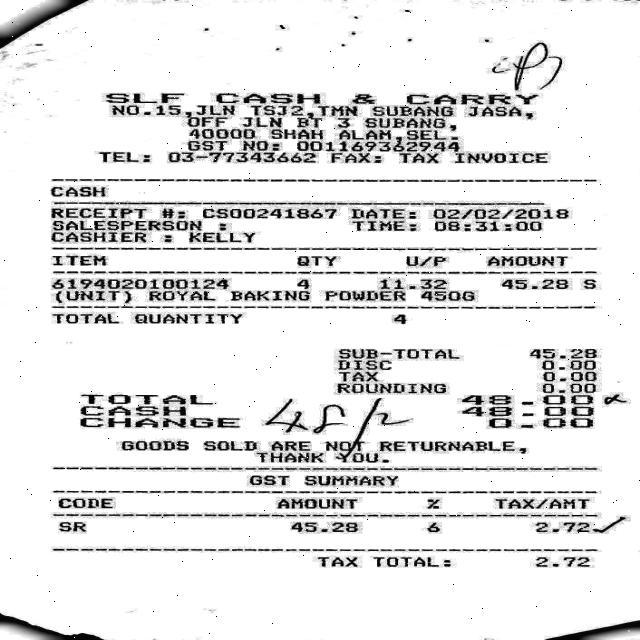 SLF CASH & CARRY
NO.15,JLN TSJ2,TMN SUBANG JASA,
OFF JLN BT 3 SUBANG,
40000 SHAH ALAM,SEL.
GST NO: 001169362944
TEL: 03-77343662 FAX: TAX INVOICE
CASH
RECEIPT #: CS00241867 DATE: 02/02/2018
SALESPERSON : TIME: 08:31:00
CASHIER : KELLY
ITEM QTY U/P AMOUNT
6194020100124 4 11.32 45.28 S
(UNIT) ROYAL BAKING POWDER 450G
TOTAL QUANTITY 4
SUB-TOTAL 45.28
DISC 0.00
TAX 0.00
ROUNDING 0.00
TOTAL 48.00
CASH 48.00
CHANGE 0.00
GOODS SOLD ARE NOT RETURNABLE,
THANK YOU.
GST SUMMARY
CODE AMOUNT % TAX/AMT
SR 45.28 6 2.72
TAX TOTAL: 2.72